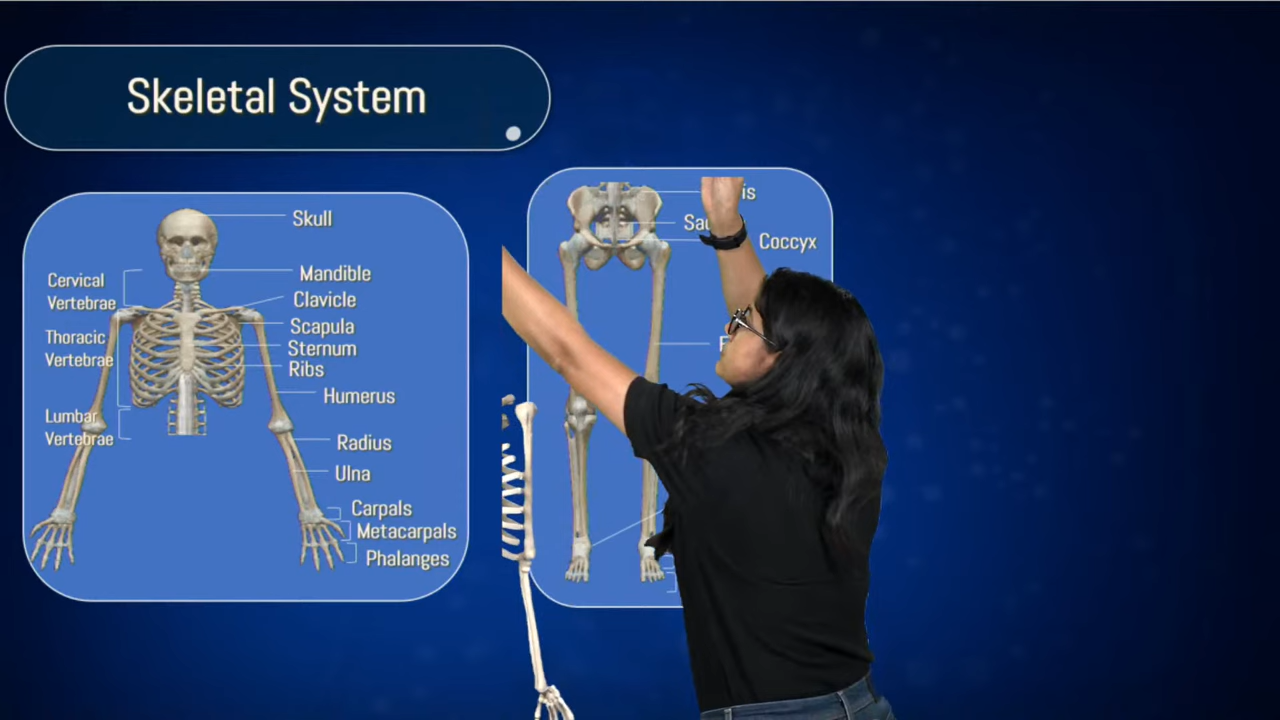 Skeletal System
Skull
Mandible
Cervical
Vertebrae
Clavicle
Scapula
Thoracic
Vertebrae
Sternum
Ribs
Humerus
Lumbar
Vertebrae
Radius
Ulna
Carpals
Metacarpals
Phalanges
Coccyx